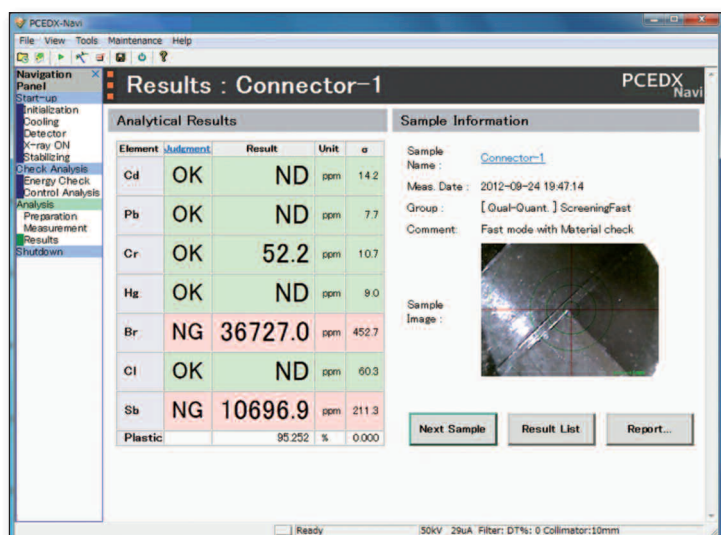 PCEDX-Navi
File View Tools Maintenance Help
Navigation Panel
Start-up
Initialization
Cooling
Detector
X-ray ON
Stabilizing
Check Analysis
Energy Check
Control Analysis
Analysis
Preparation
Measurement
Results
Shutdown
Results : Connector-1
PCEDX Navi
Analytical Results
Element Judgment Result Unit σ
Cd OK ND ppm 14.2
Pb OK ND ppm 7.7
Cr OK 52.2 ppm 10.7
Hg OK ND ppm 9.0
Br NG 36727.0 ppm 452.7
Cl OK ND ppm 60.3
Sb NG 10696.9 ppm 211.3
Plastic 95.252 % 0.000
Sample Information
Sample Name : Connector-1
Meas. Date : 2012-09-24 19:47:14
Group : [Qual-Quant.] ScreeningFast
Comment: Fast mode with Material check
Sample Image :
Next Sample Result List Report...
Ready 50kV 29uA Filter: DT%: 0 Collimator:10mm